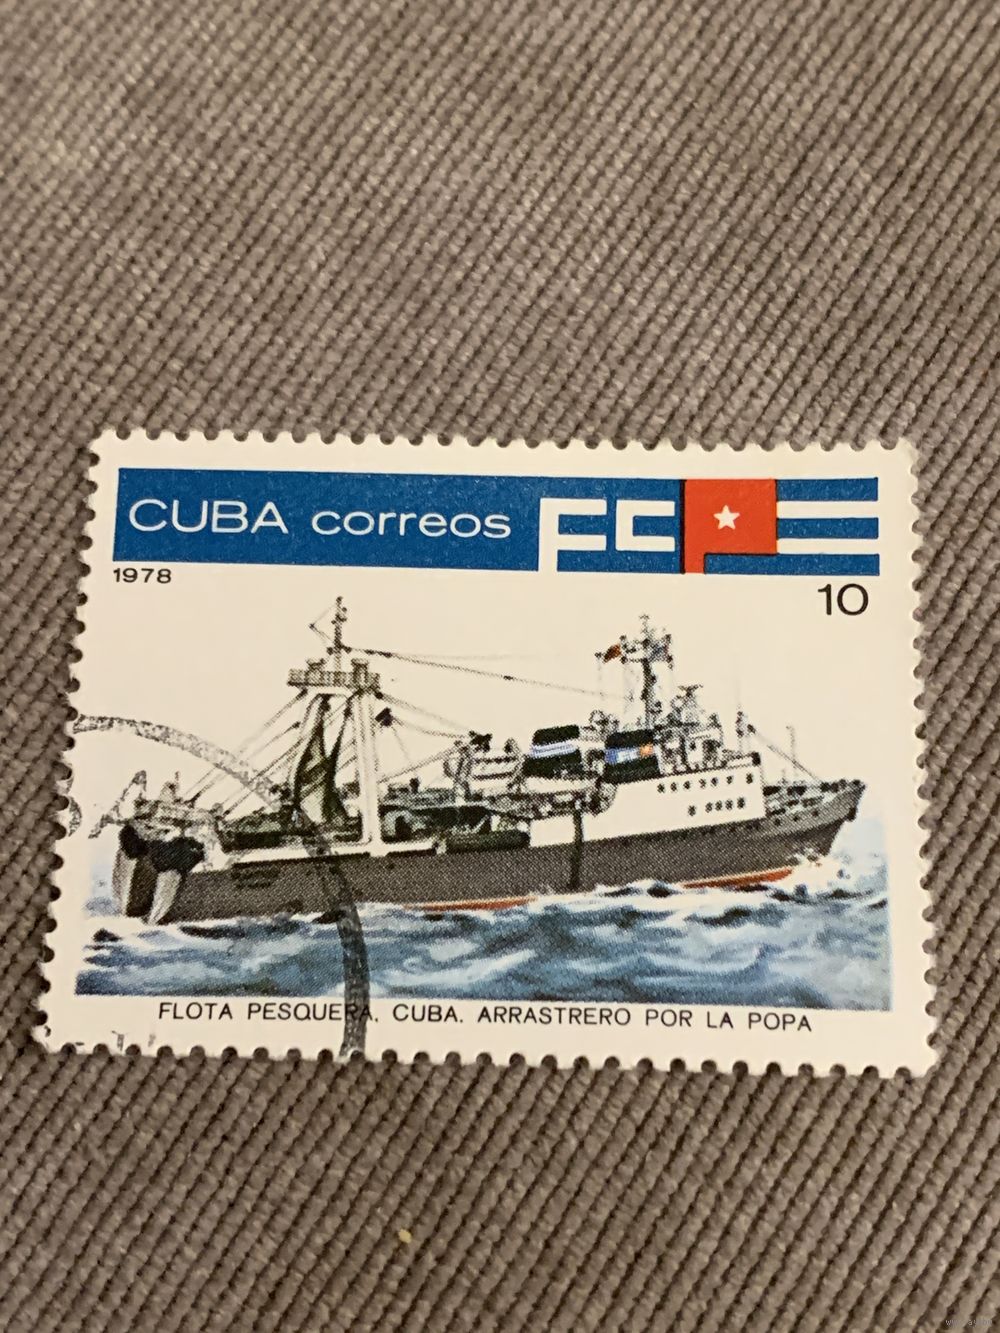 CUBA correos
1978
10
FLOTA PESQUERA, CUBA. ARRASTRERO POR LA POPA